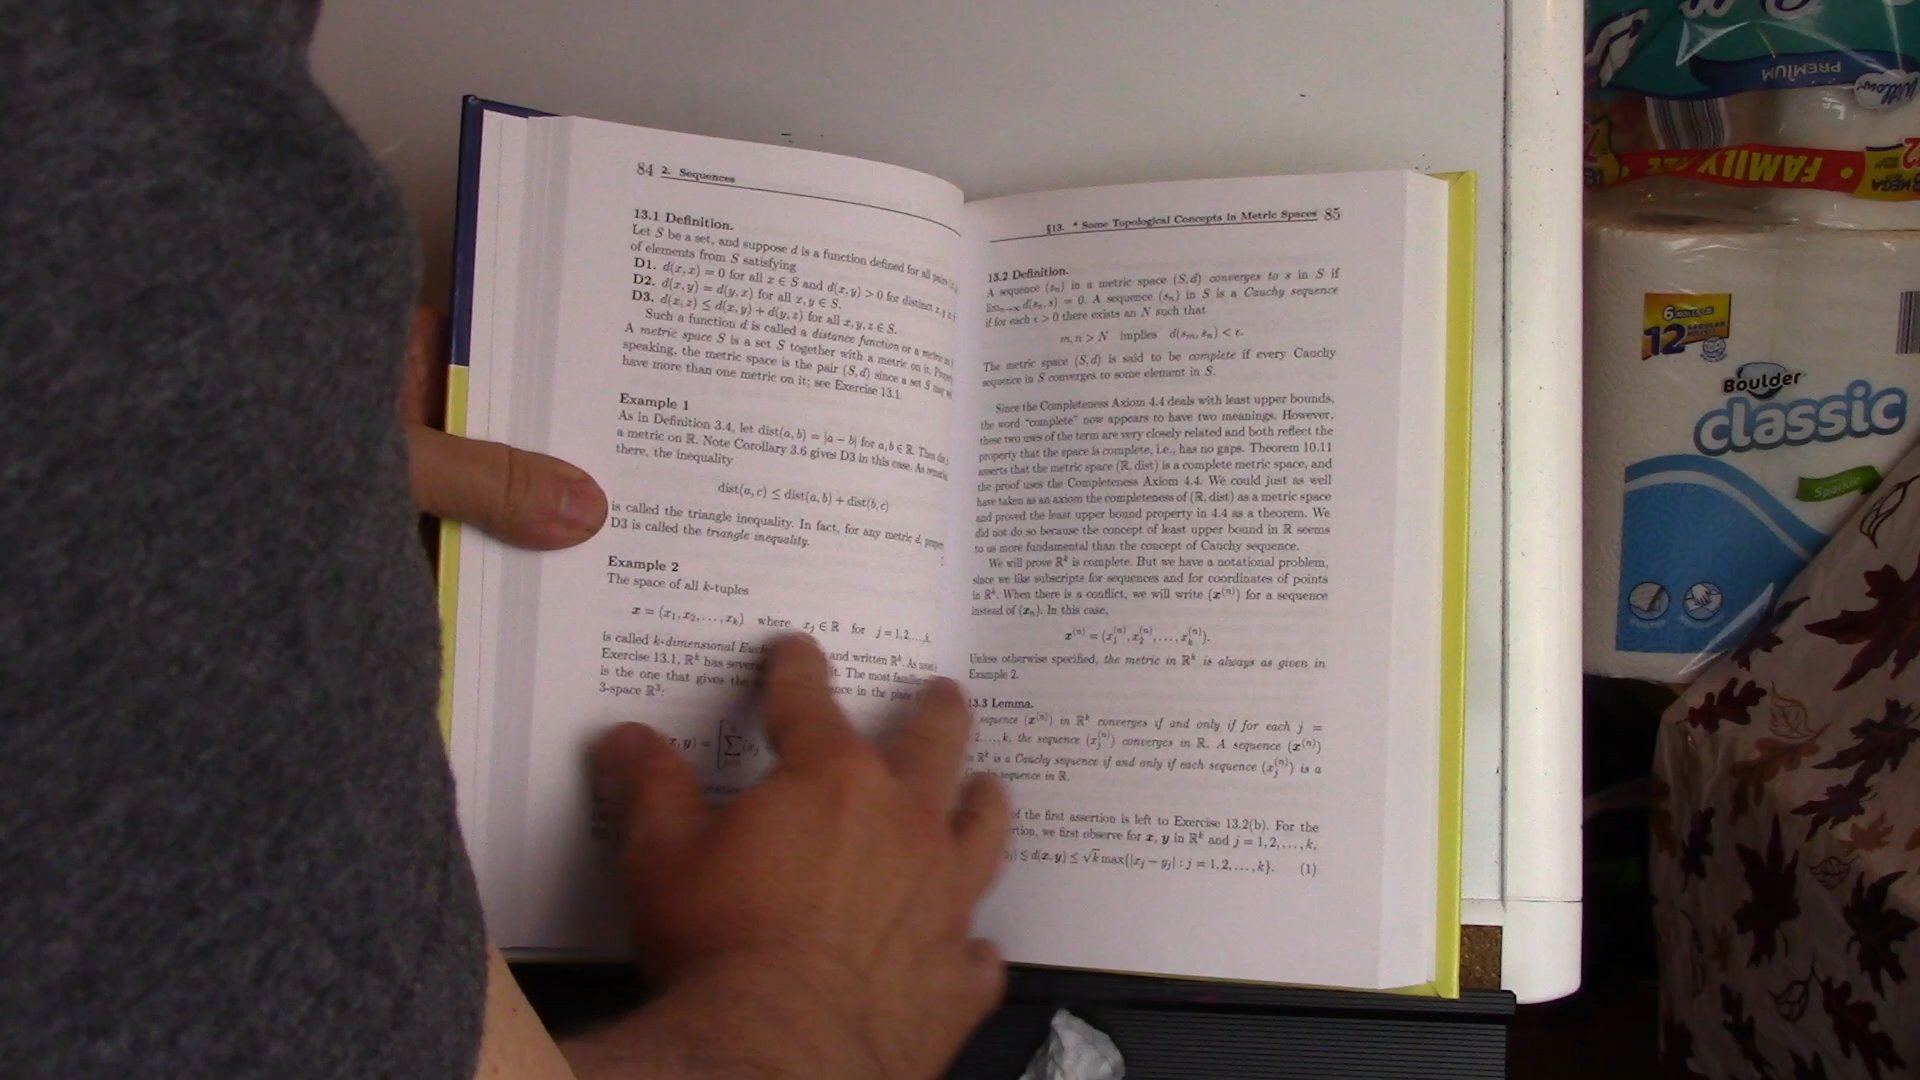 84 2. Sequences
13.1 Definition.
Let S be a set, and suppose d is a function defined for all pairs
of elements from S satisfying
D1. d(x, x) = 0 for all x ∈ S and d(x, y) > 0 for distinct x, y
D2. d(x, y) = d(y, x) for all x, y ∈ S.
D3. d(x, z) ≤ d(x, y) + d(y, z) for all x, y, z ∈ S.
Such a function d is called a distance function or a metric
A metric space S is a set S together with a metric on it.
speaking, the metric space is the pair (S, d) since a set S may
have more than one metric on it; see Exercise 13.1.
Example 1
As in Definition 3.4, let dist(a, b) = |a − b| for a, b ∈ ℝ. Then
a metric on ℝ. Note Corollary 3.6 gives D3 in this case. As
there, the inequality
dist(a, c) ≤ dist(a, b) + dist(b, c)
is called the triangle inequality. In fact, for any metric d,
D3 is called the triangle inequality.
Example 2
The space of all k-tuples
x = (x₁, x₂, . . . , xₖ) where xⱼ ∈ ℝ for j = 1, 2, . . . , k,
is called k-dimensional and written ℝᵏ. As
Exercise 13.1, ℝᵏ has it. The most
is the one that gives the in the plane
3-space ℝ³:
§13. * Some Topological Concepts in Metric Spaces 85
13.2 Definition.
A sequence (sₙ) in a metric space (S, d) converges to s in S if
limₙ→∞ d(sₙ, s) = 0. A sequence (sₙ) in S is a Cauchy sequence
if for each ϵ > 0 there exists an N such that
m, n > N implies d(sₘ, sₙ) < ϵ.
The metric space (S, d) is said to be complete if every Cauchy
sequence in S converges to some element in S.
Since the Completeness Axiom 4.4 deals with least upper bounds,
the word "complete" now appears to have two meanings. However,
these two uses of the term are very closely related and both reflect the
property that the space is complete, i.e., has no gaps. Theorem 10.11
asserts that the metric space (ℝ, dist) is a complete metric space, and
the proof uses the Completeness Axiom 4.4. We could just as well
have taken as an axiom the completeness of (ℝ, dist) as a metric space
and proved the least upper bound property in 4.4 as a theorem. We
did not do so because the concept of least upper bound in ℝ seems
to us more fundamental than the concept of Cauchy sequence.
We will prove ℝᵏ is complete. But we have a notational problem,
since we like subscripts for sequences and for coordinates of points
in ℝᵏ. When there is a conflict, we will write (x⁽ⁿ⁾) for a sequence
instead of (xₙ). In this case,
x⁽ⁿ⁾ = (x₁⁽ⁿ⁾, x₂⁽ⁿ⁾, . . . , xₖ⁽ⁿ⁾).
Unless otherwise specified, the metric in ℝᵏ is always as given in
Example 2.
13.3 Lemma.
sequence (x⁽ⁿ⁾) in ℝᵏ converges if and only if for each j =
2, . . . , k, the sequence (xⱼ⁽ⁿ⁾) converges in ℝ. A sequence (x⁽ⁿ⁾)
in ℝᵏ is a Cauchy sequence if and only if each sequence (xⱼ⁽ⁿ⁾) is a
sequence in ℝ.
of the first assertion is left to Exercise 13.2(b). For the
we first observe for x, y in ℝᵏ and j = 1, 2, . . . , k,
≤ d(x, y) ≤ √k max{|xⱼ − yⱼ| : j = 1, 2, . . . , k}. (1)
PREMIUM
FAMILY
MEGA
6 ROLLS
12
Boulder
classic
Sparkle